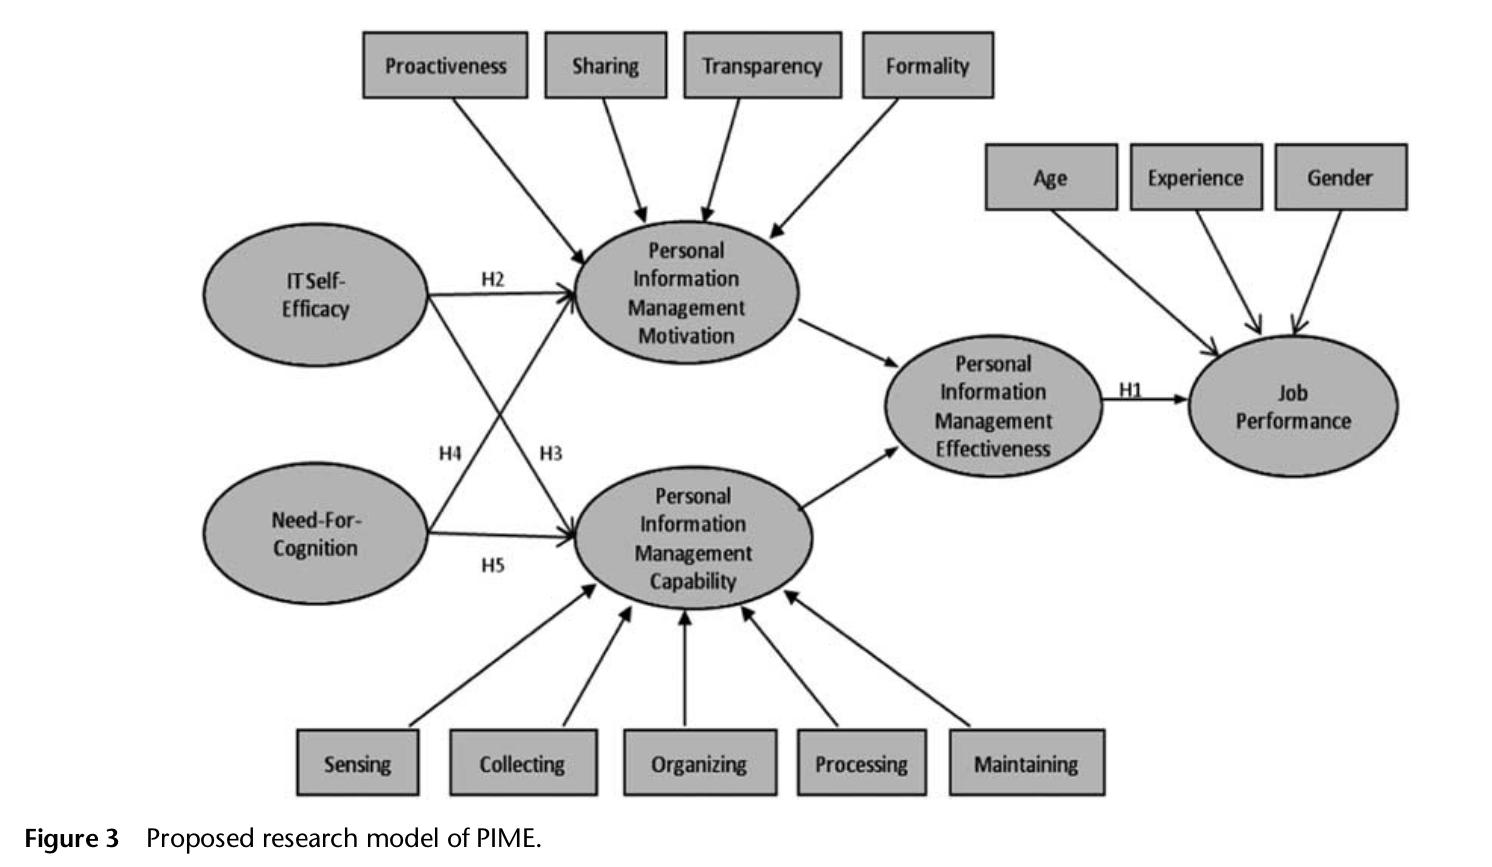 Proactiveness
Sharing
Transparency
Formality
Age
Experience
Gender
IT Self-
Efficacy
H2
Personal
Information
Management
Motivation
Personal
Information
Management
Effectiveness
H1
Job
Performance
H4
H3
Need-For-
Cognition
H5
Personal
Information
Management
Capability
Sensing
Collecting
Organizing
Processing
Maintaining
Figure 3 Proposed research model of PIME.